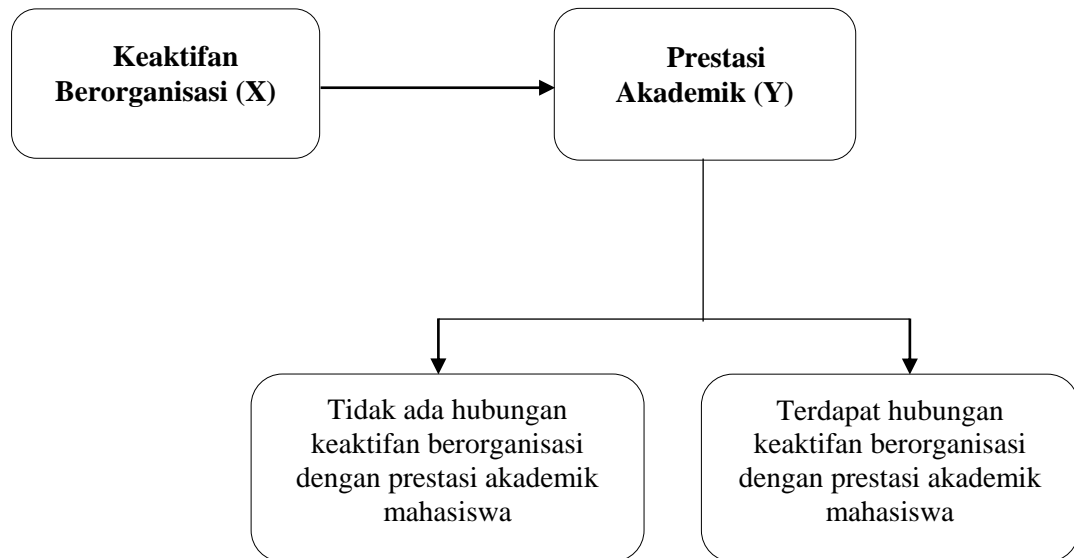 Keaktifan
Berorganisasi (X)
Prestasi
Akademik (Y)
Tidak ada hubungan
keaktifan berorganisasi
dengan prestasi akademik
mahasiswa
Terdapat hubungan
keaktifan berorganisasi
dengan prestasi akademik
mahasiswa